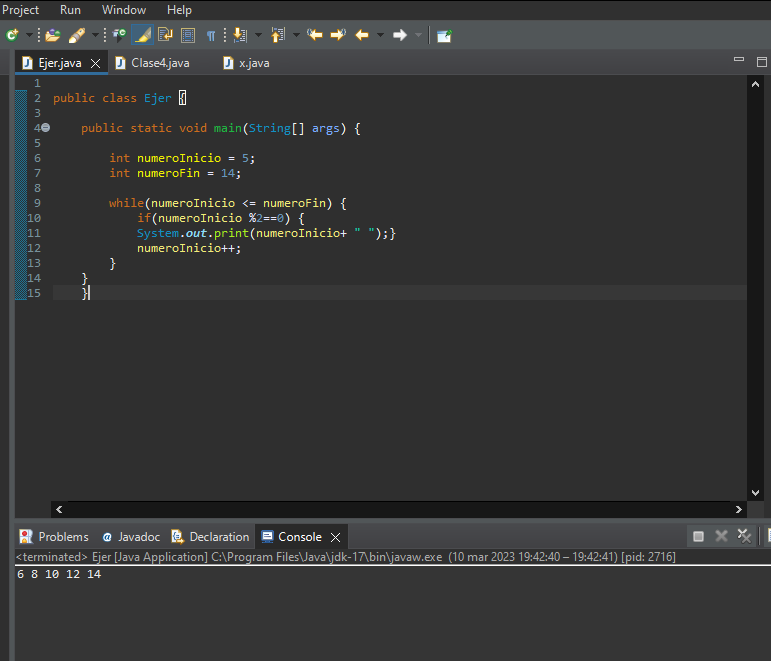 Project Run Window Help
Ejer.java Clase4.java x.java
1
2 public class Ejer {
3
4 public static void main(String[] args) {
5
6 int numeroInicio = 5;
7 int numeroFin = 14;
8
9 while(numeroInicio <= numeroFin) {
10 if(numeroInicio %2==0) {
11 System.out.print(numeroInicio+ " ");}
12 numeroInicio++;
13 }
14 }
15 }
Problems Javadoc Declaration Console
<terminated> Ejer [Java Application] C:\Program Files\Java\jdk-17\bin\javaw.exe (10 mar 2023 19:42:40 – 19:42:41) [pid: 2716]
6 8 10 12 14